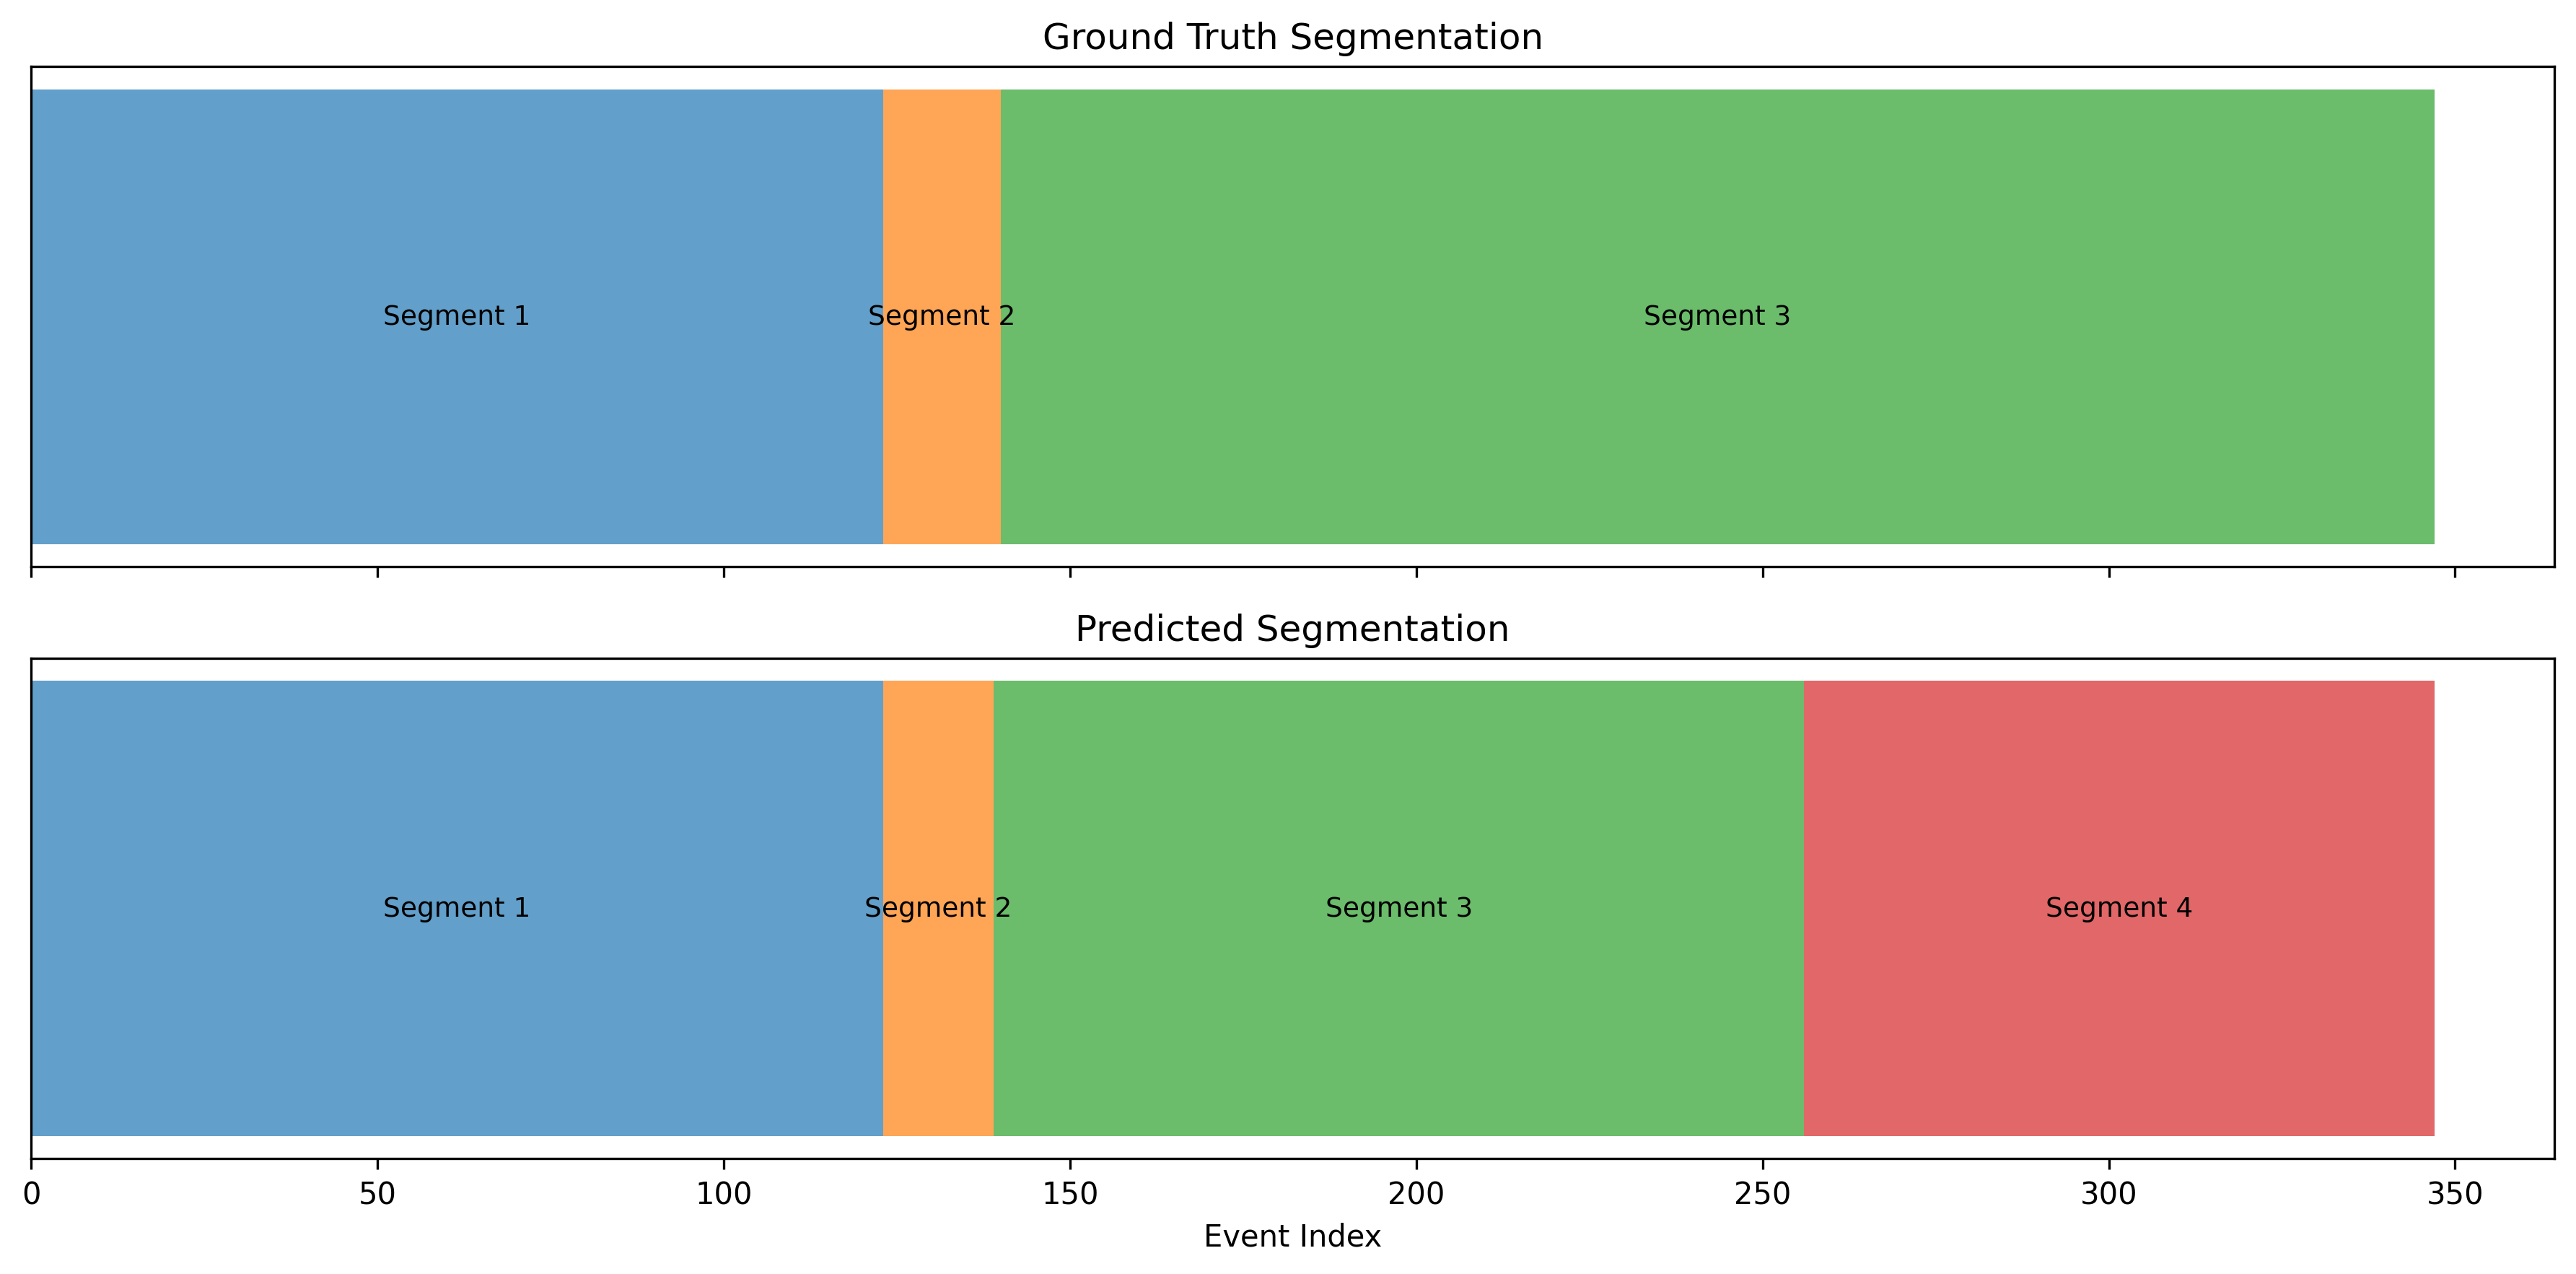 Ground Truth Segmentation
Segment 1 Segment 2 Segment 3
Predicted Segmentation
Segment 1 Segment 2 Segment 3 Segment 4
0 50 100 150 200 250 300 350
Event Index